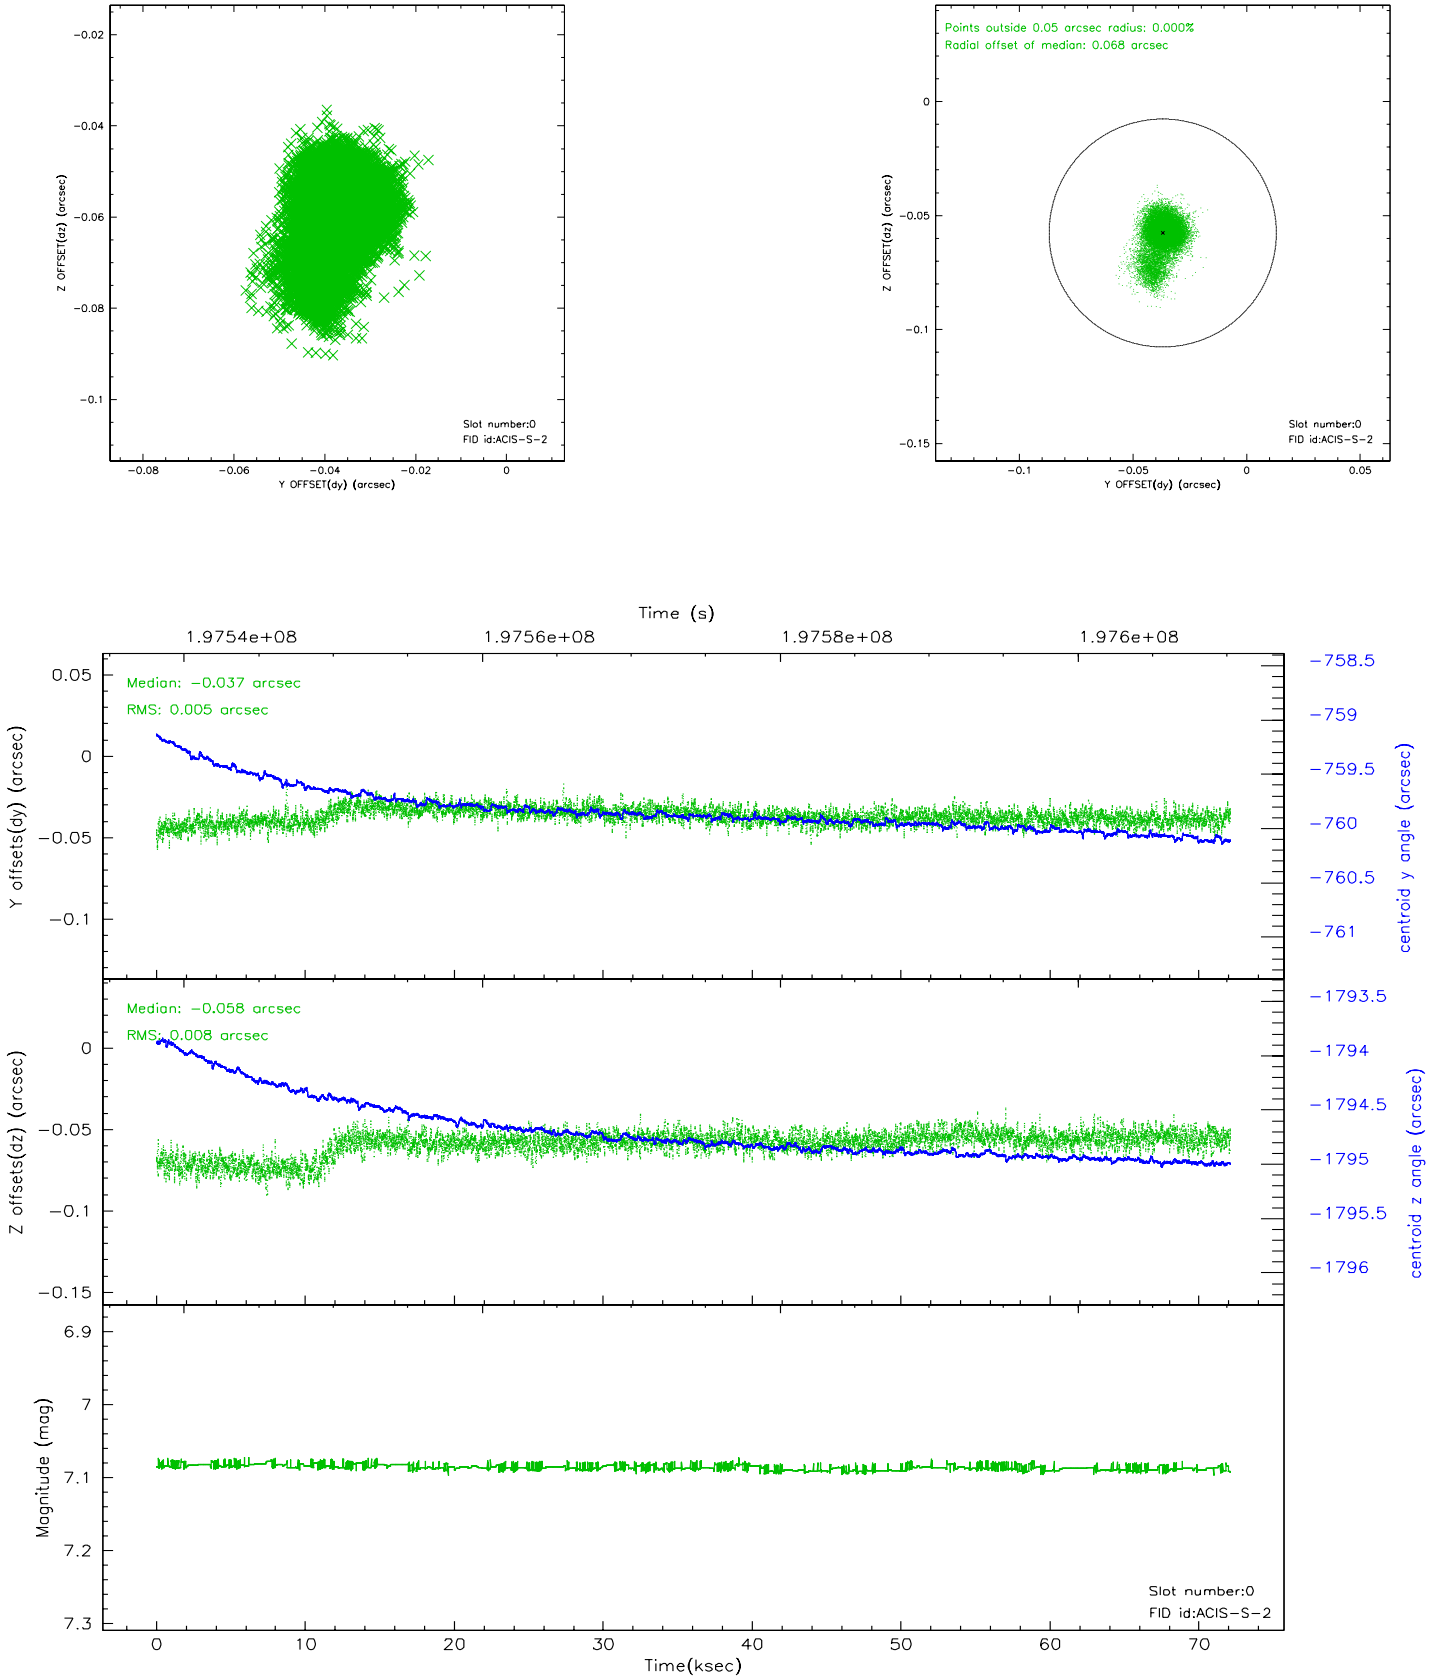 Points outside 0.05 arcsec radius: 0.000%
Radial offset of median: 0.068 arcsec
Z OFFSET(dz) (arcsec)
-0.02
-0.04
-0.06
-0.08
-0.1
Slot number:0
FID id:ACIS-S-2
-0.08 -0.06 -0.04 -0.02 0
Y OFFSET(dy) (arcsec)
Z OFFSET(dz) (arcsec)
0
-0.05
-0.1
-0.15
Slot number:0
FID id:ACIS-S-2
-0.1 -0.05 0 0.05
Y OFFSET(dy) (arcsec)
Time (s)
1.9754e+08 1.9756e+08 1.9758e+08 1.976e+08
Y offsets(dy) (arcsec)
0.05
0
-0.05
-0.1
Median: -0.037 arcsec
RMS: 0.005 arcsec
-758.5
-759
-759.5
-760
-760.5
-761
centroid y angle (arcsec)
Z offsets(dz) (arcsec)
0
-0.05
-0.1
-0.15
Median: -0.058 arcsec
RMS: 0.008 arcsec
-1793.5
-1794
-1794.5
-1795
-1795.5
-1796
centroid z angle (arcsec)
Magnitude (mag)
6.9
7
7.1
7.2
7.3
Slot number:0
FID id:ACIS-S-2
0 10 20 30 40 50 60 70
Time(ksec)